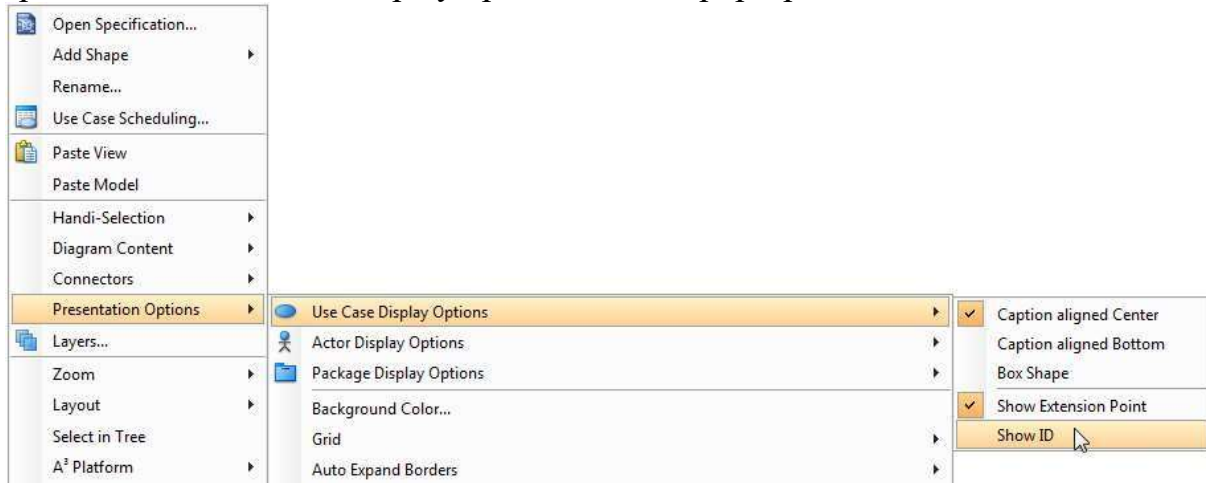 Open Specification...
Add Shape
Rename...
Use Case Scheduling...
Paste View
Paste Model
Handi-Selection
Diagram Content
Connectors
Presentation Options
Layers...
Zoom
Layout
Select in Tree
A³ Platform
Use Case Display Options
Actor Display Options
Package Display Options
Background Color...
Grid
Auto Expand Borders
Caption aligned Center
Caption aligned Bottom
Box Shape
Show Extension Point
Show ID